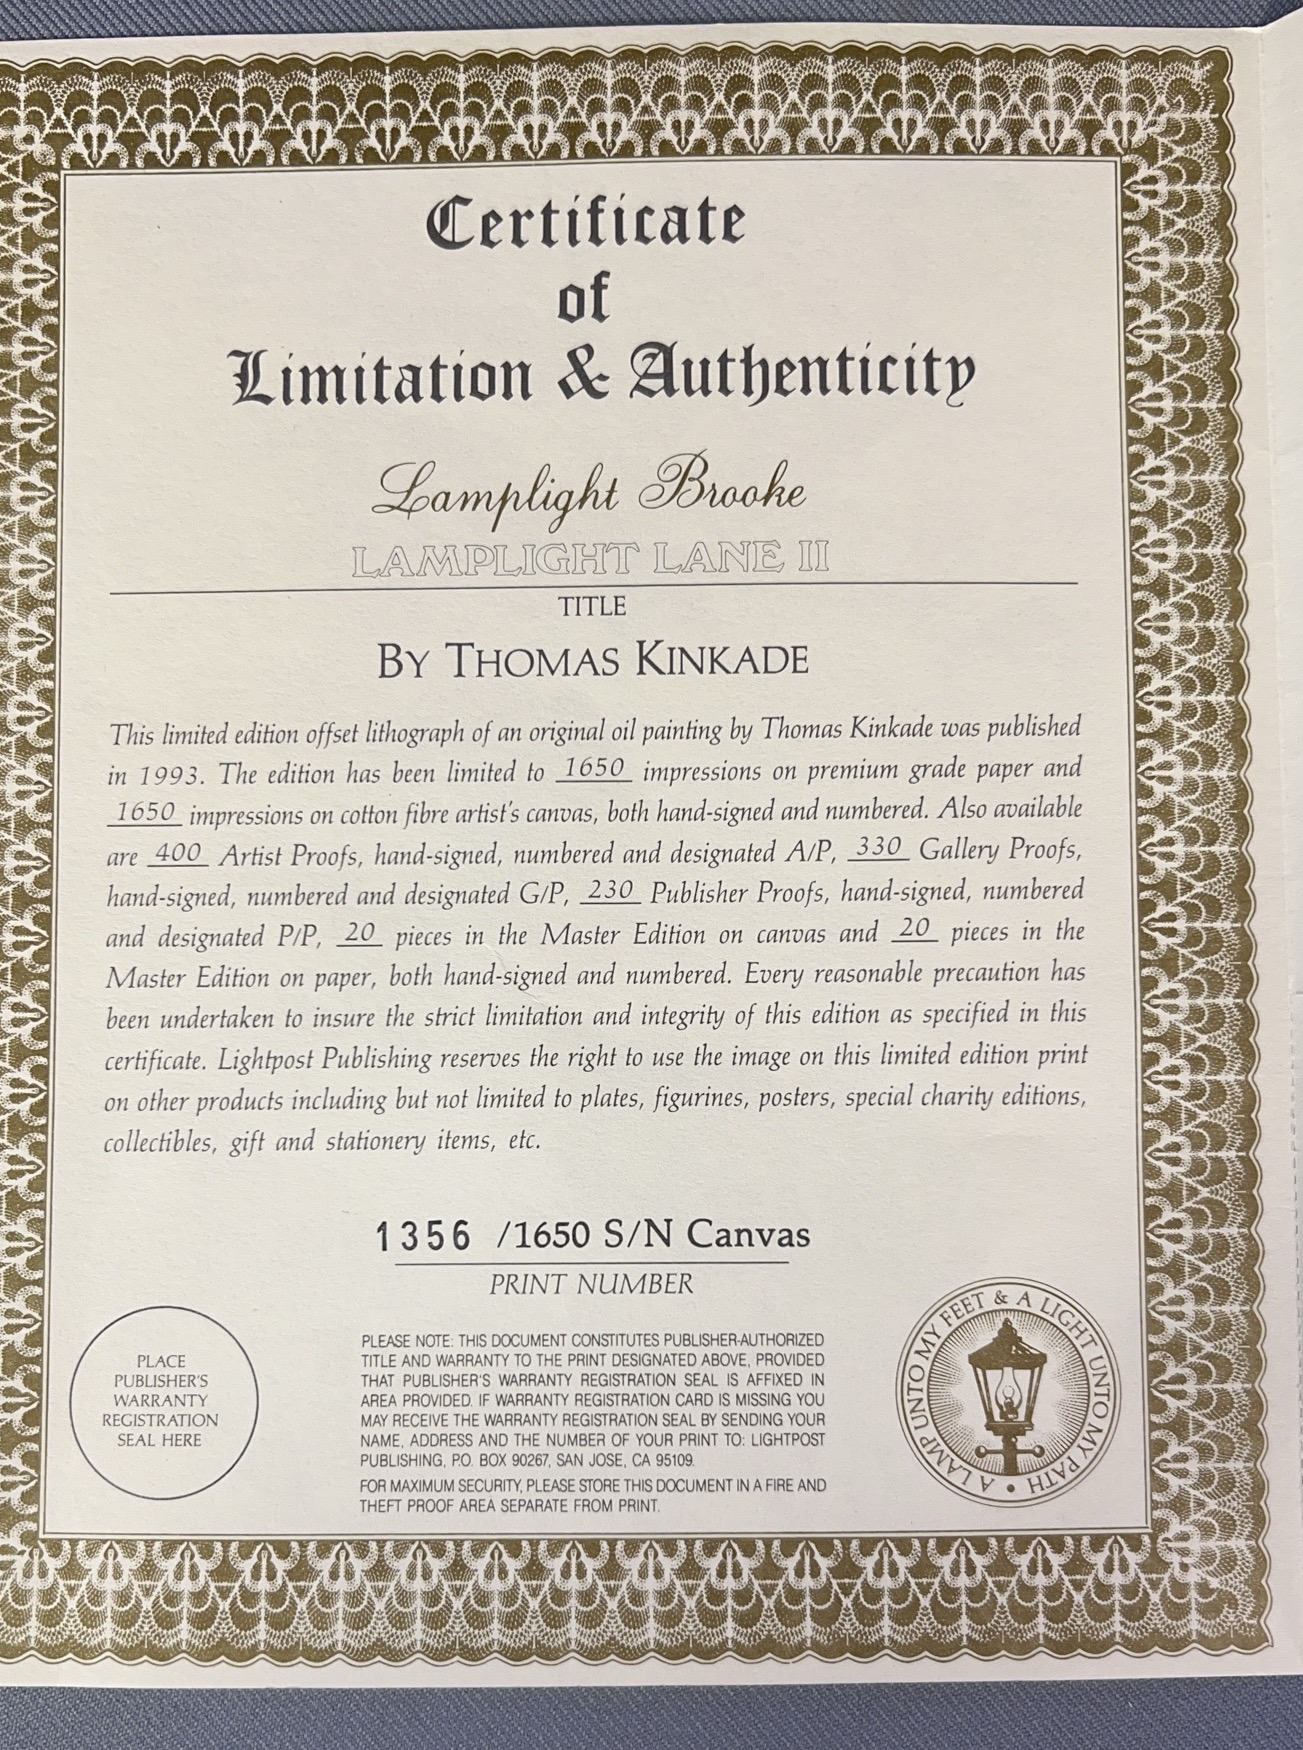 Certificate
of
Limitation & Authenticity
Lamplight Brooke
LAMPLIGHT LANE II
TITLE
BY THOMAS KINKADE
This limited edition offset lithograph of an original oil painting by Thomas Kinkade was published
in 1993. The edition has been limited to 1650 impressions on premium grade paper and
1650 impressions on cotton fibre artist's canvas, both hand-signed and numbered. Also available
are 400 Artist Proofs, hand-signed, numbered and designated A/P, 330 Gallery Proofs,
hand-signed, numbered and designated G/P, 230 Publisher Proofs, hand-signed, numbered
and designated P/P, 20 pieces in the Master Edition on canvas and 20 pieces in the
Master Edition on paper, both hand-signed and numbered. Every reasonable precaution has
been undertaken to insure the strict limitation and integrity of this edition as specified in this
certificate. Lightpost Publishing reserves the right to use the image on this limited edition print
on other products including but not limited to plates, figurines, posters, special charity editions,
collectibles, gift and stationery items, etc.
1356 /1650 S/N Canvas
PRINT NUMBER
PLACE
PUBLISHER'S
WARRANTY
REGISTRATION
SEAL HERE
PLEASE NOTE: THIS DOCUMENT CONSTITUTES PUBLISHER-AUTHORIZED
TITLE AND WARRANTY TO THE PRINT DESIGNATED ABOVE, PROVIDED
THAT PUBLISHER'S WARRANTY REGISTRATION SEAL IS AFFIXED IN
AREA PROVIDED. IF WARRANTY REGISTRATION CARD IS MISSING YOU
MAY RECEIVE THE WARRANTY REGISTRATION SEAL BY SENDING YOUR
NAME, ADDRESS AND THE NUMBER OF YOUR PRINT TO: LIGHTPOST
PUBLISHING, P.O. BOX 90267, SAN JOSE, CA 95109.
FOR MAXIMUM SECURITY, PLEASE STORE THIS DOCUMENT IN A FIRE AND
THEFT PROOF AREA SEPARATE FROM PRINT.
A LAMP UNTO MY FEET & A LIGHT UNTO MY PATH •